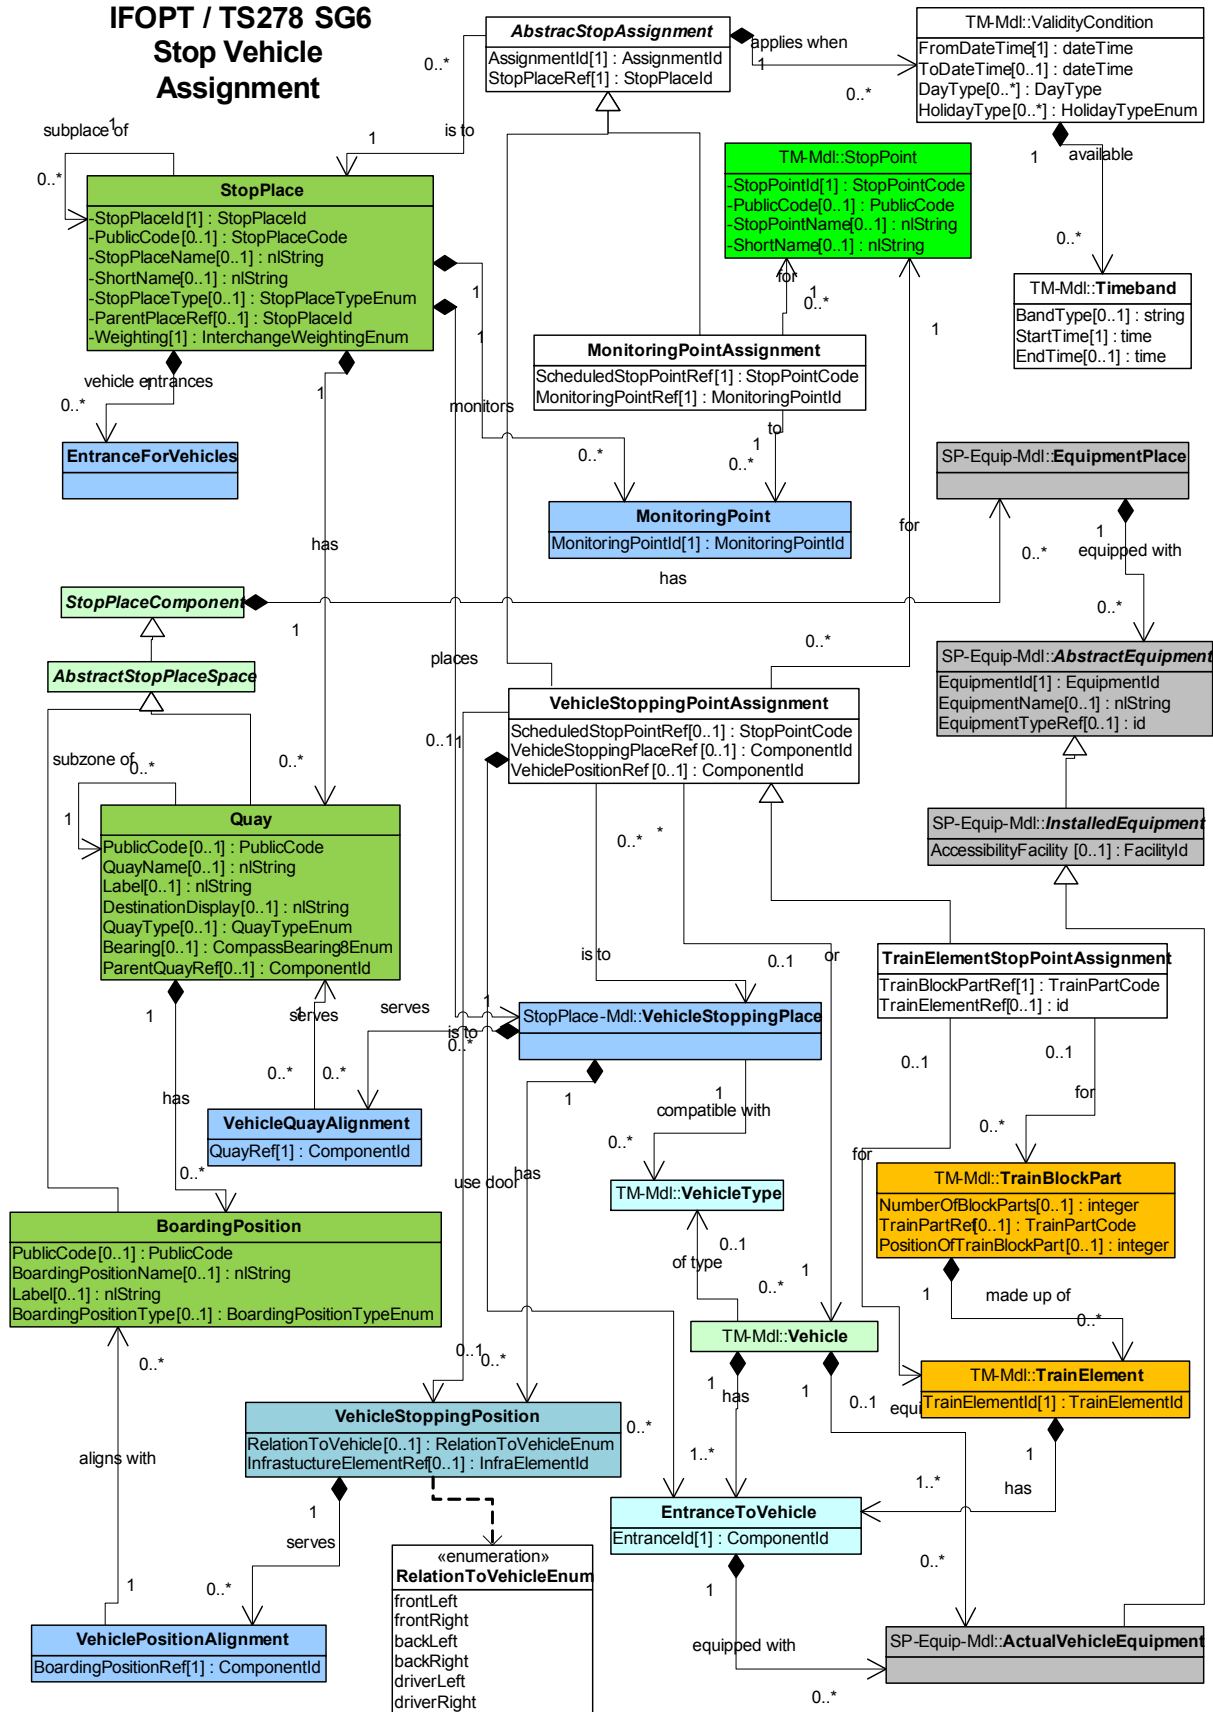 IFOPT / TS278 SG6
Stop Vehicle
Assignment
AbstracStopAssignment
AssignmentId[1] : AssignmentId
StopPlaceRef[1] : StopPlaceId
0..*
applies when
1
0..*
TM-Mdl::ValidityCondition
FromDateTime[1] : dateTime
ToDateTime[0..1] : dateTime
DayType[0..*] : DayType
HolidayType[0..*] : HolidayTypeEnum
1
available
0..*
TM-Mdl::Timeband
BandType[0..1] : string
StartTime[1] : time
EndTime[0..1] : time
subplace of
1
0..*
1
is to
StopPlace
-StopPlaceId[1] : StopPlaceId
-PublicCode[0..1] : StopPlaceCode
-StopPlaceName[0..1] : nlString
-ShortName[0..1] : nlString
-StopPlaceType[0..1] : StopPlaceTypeEnum
-ParentPlaceRef[0..1] : StopPlaceId
-Weighting[1] : InterchangeWeightingEnum
TM-Mdl::StopPoint
-StopPointId[1] : StopPointCode
-PublicCode[0..1] : PublicCode
-StopPointName[0..1] : nlString
-ShortName[0..1] : nlString
for
1
0..*
1
1
1
MonitoringPointAssignment
ScheduledStopPointRef[1] : StopPointCode
MonitoringPointRef[1] : MonitoringPointId
vehicle entrances
1
0..*
1
monitors
0..*
1
to
0..*
EntranceForVehicles
MonitoringPoint
MonitoringPointId[1] : MonitoringPointId
SP-Equip-Mdl::EquipmentPlace
1
equipped with
0..*
0..*
has
for
has
StopPlaceComponent
1
AbstractStopPlaceSpace
places
0..*
SP-Equip-Mdl::AbstractEquipment
EquipmentId[1] : EquipmentId
EquipmentName[0..1] : nlString
EquipmentTypeRef[0..1] : id
VehicleStoppingPointAssignment
ScheduledStopPointRef[0..1] : StopPointCode
VehicleStoppingPlaceRef[0..1] : ComponentId
VehiclePositionRef[0..1] : ComponentId
0..1
1
subzone of
0..*
0..*
1
Quay
PublicCode[0..1] : PublicCode
QuayName[0..1] : nlString
Label[0..1] : nlString
DestinationDisplay[0..1] : nlString
QuayType[0..1] : QuayTypeEnum
Bearing[0..1] : CompassBearing8Enum
ParentQuayRef[0..1] : ComponentId
SP-Equip-Mdl::InstalledEquipment
AccessibilityFacility [0..1] : FacilityId
0..*
*
is to
0..1
or
TrainElementStopPointAssignment
TrainBlockPartRef[1] : TrainPartCode
TrainElementRef[0..1] : id
1
1
serves
serves
1
is to
0..*
StopPlace-Mdl::VehicleStoppingPlace
0..*
0..*
has
1
1
compatible with
0..*
0..1
0..1
for
for
0..*
VehicleQuayAlignment
QuayRef[1] : ComponentId
0..*
use door
has
TM-Mdl::VehicleType
TM-Mdl::TrainBlockPart
NumberOfBlockParts[0..1] : integer
TrainPartRef[0..1] : TrainPartCode
PositionOfTrainBlockPart[0..1] : integer
BoardingPosition
PublicCode[0..1] : PublicCode
BoardingPositionName[0..1] : nlString
Label[0..1] : nlString
BoardingPositionType[0..1] : BoardingPositionTypeEnum
0..1
of type
0..*
1
1
made up of
0..*
TM-Mdl::Vehicle
0..*
0..1
0..*
1
has
1
0..1
TM-Mdl::TrainElement
TrainElementId[1] : TrainElementId
equi
VehicleStoppingPosition
RelationToVehicle[0..1] : RelationToVehicleEnum
InfrastuctureElementRef[0..1] : InfraElementId
0..*
1..*
1
has
1..*
aligns with
1
serves
EntranceToVehicle
EntranceId[1] : ComponentId
«enumeration»
RelationToVehicleEnum
frontLeft
frontRight
backLeft
backRight
driverLeft
driverRight
1
0..*
1
0..*
equipped with
0..*
VehiclePositionAlignment
BoardingPositionRef[1] : ComponentId
SP-Equip-Mdl::ActualVehicleEquipment